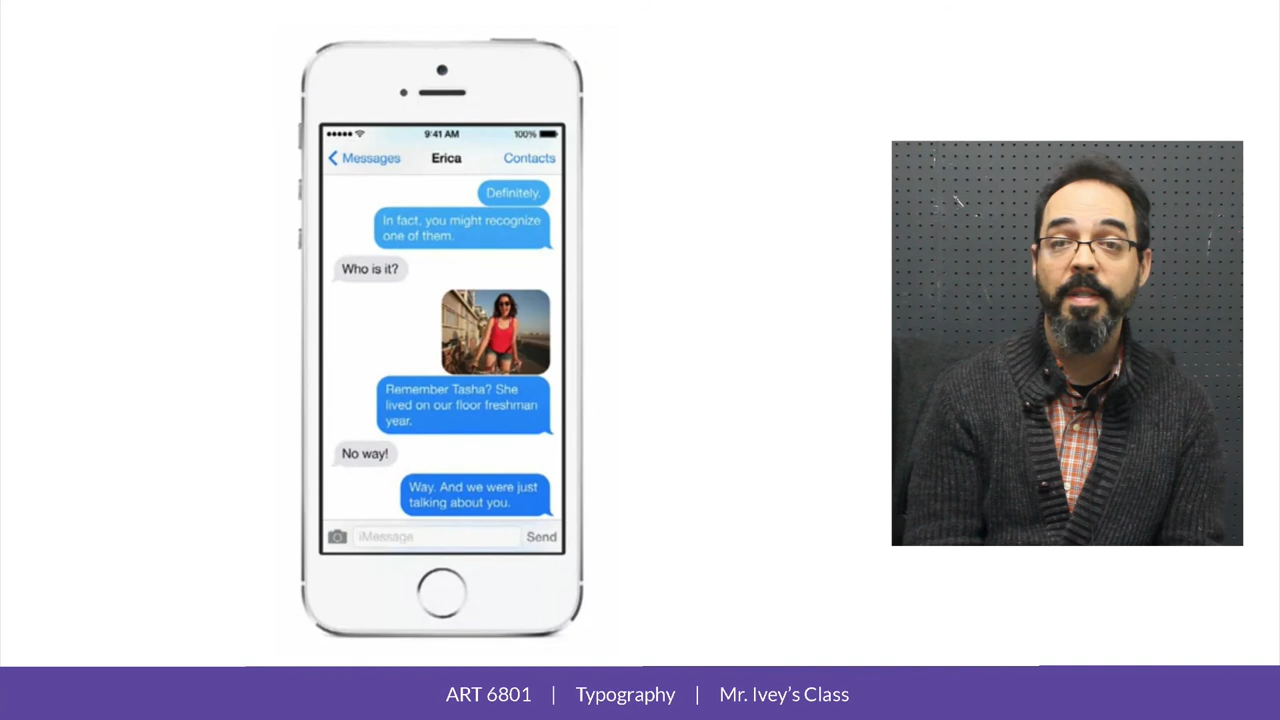 9:41 AM
100%
Messages
Erica
Contacts
Definitely.
In fact, you might recognize
one of them.
Who is it?
Remember Tasha? She
lived on our floor freshman
year.
No way!
Way. And we were just
talking about you.
iMessage
Send
ART 6801 | Typography | Mr. Ivey's Class